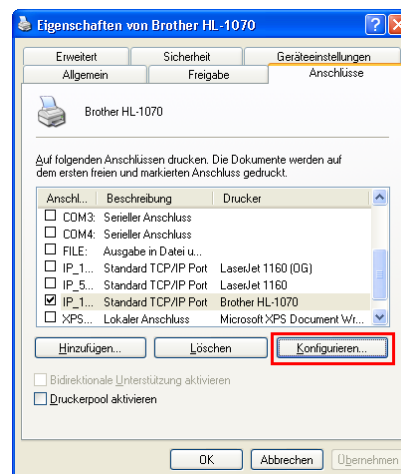 Eigenschaften von Brother HL-1070
Erweitert Sicherheit Geräteeinstellungen
Allgemein Freigabe Anschlüsse
Brother HL-1070
Auf folgenden Anschlüssen drucken. Die Dokumente werden auf
dem ersten freien und markierten Anschluss gedruckt.
Anschl... Beschreibung Drucker
COM3: Serieller Anschluss
COM4: Serieller Anschluss
FILE: Ausgabe in Datei u...
IP_1... Standard TCP/IP Port LaserJet 1160 (OG)
IP_5... Standard TCP/IP Port LaserJet 1160
IP_1... Standard TCP/IP Port Brother HL-1070
XPS... Lokaler Anschluss Microsoft XPS Document Wr...
Hinzufügen... Löschen Konfigurieren...
Bidirektionale Unterstützung aktivieren
Druckerpool aktivieren
OK Abbrechen Übernehmen